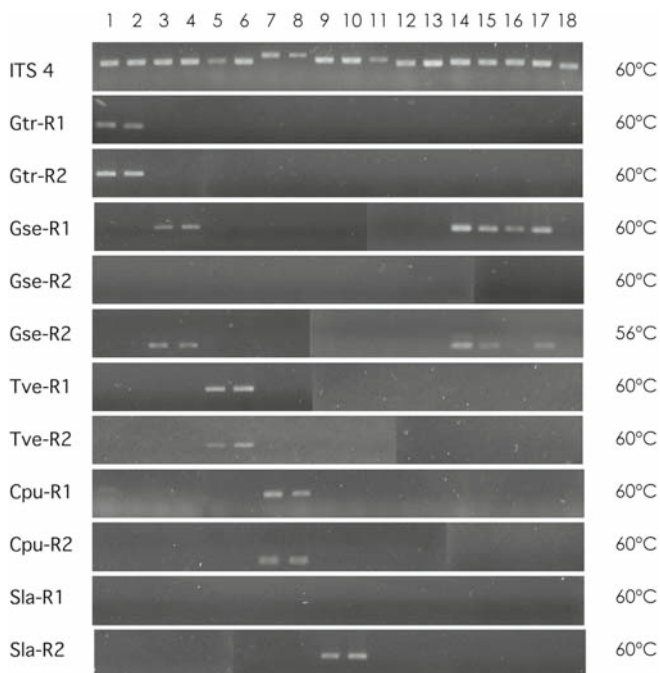 1 2 3 4 5 6 7 8 9 10 11 12 13 14 15 16 17 18
ITS 4 60°C
Gtr-R1 60°C
Gtr-R2 60°C
Gse-R1 60°C
Gse-R2 60°C
Gse-R2 56°C
Tve-R1 60°C
Tve-R2 60°C
Cpu-R1 60°C
Cpu-R2 60°C
Sla-R1 60°C
Sla-R2 60°C